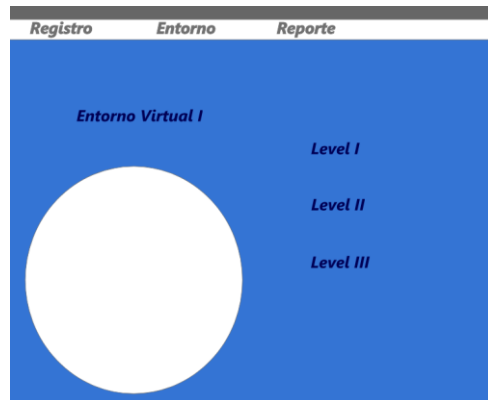 Registro Entorno Reporte
Entorno Virtual I
Level I
Level II
Level III